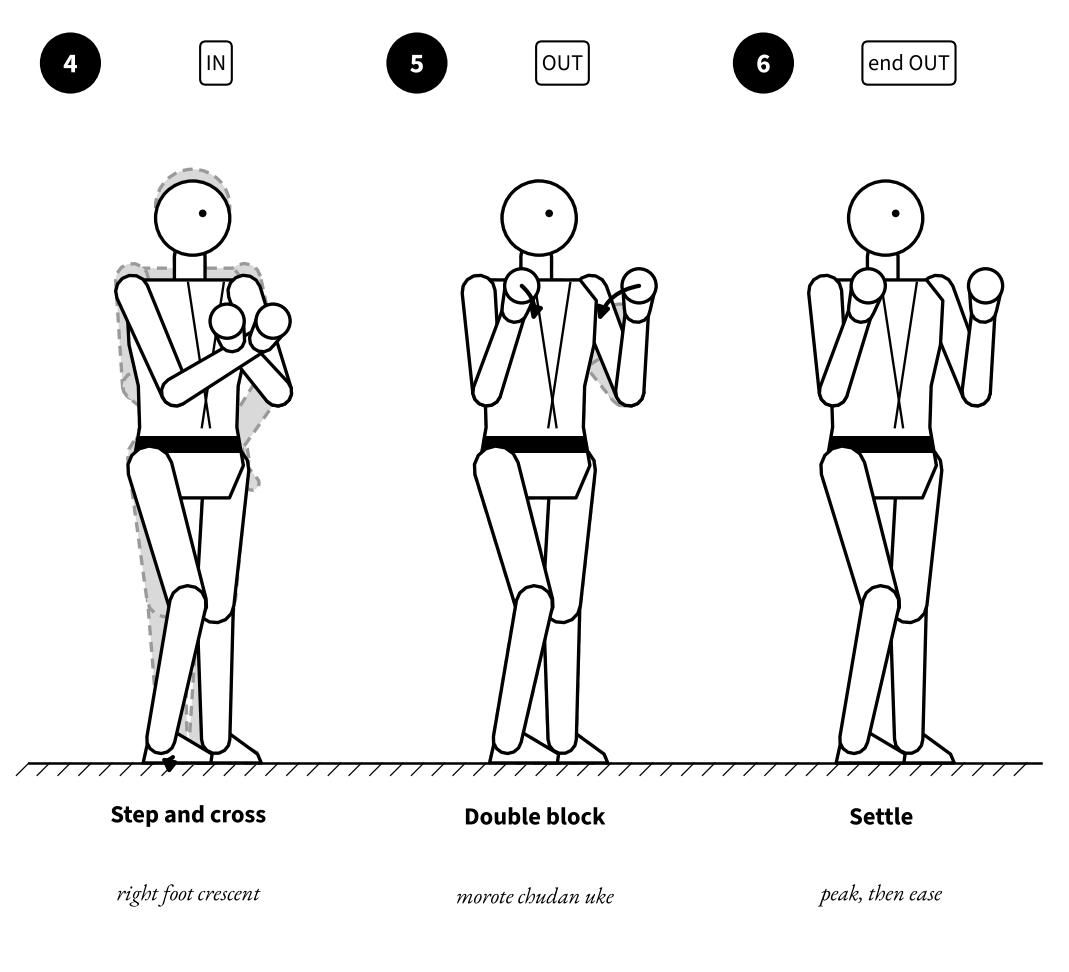 4 IN
5 OUT
6 end OUT
Step and cross
Double block
Settle
right foot crescent
morote chudan uke
peak, then ease